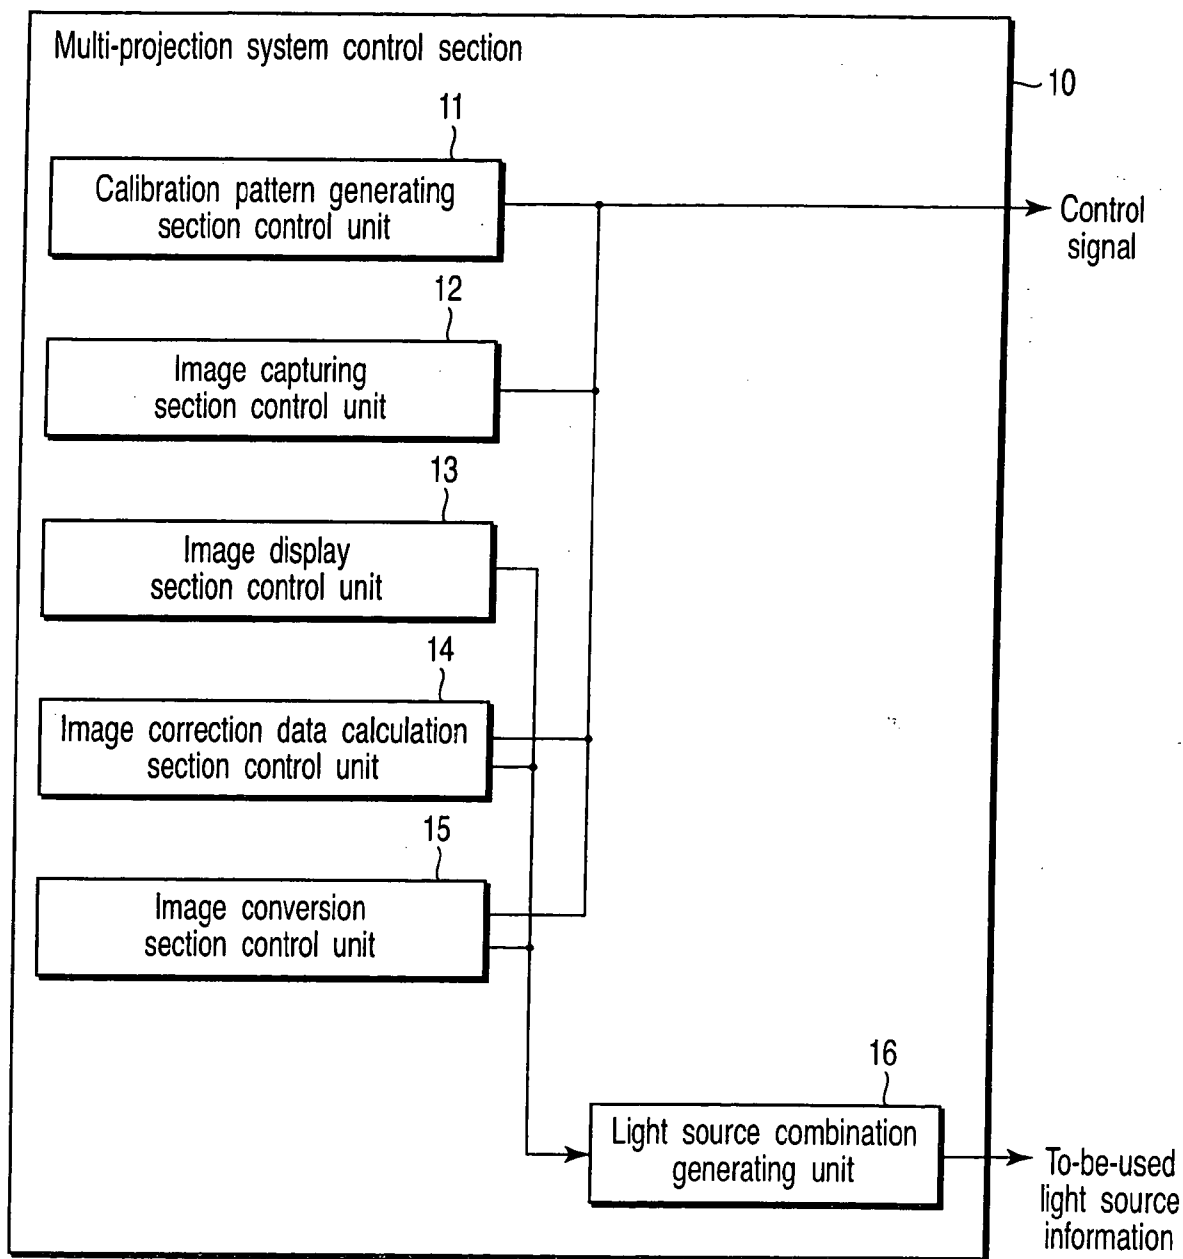 Multi-projection system control section
10
11
Calibration pattern generating
section control unit
Control
signal
12
Image capturing
section control unit
13
Image display
section control unit
14
Image correction data calculation
section control unit
15
Image conversion
section control unit
16
Light source combination
generating unit
To-be-used
light source
information